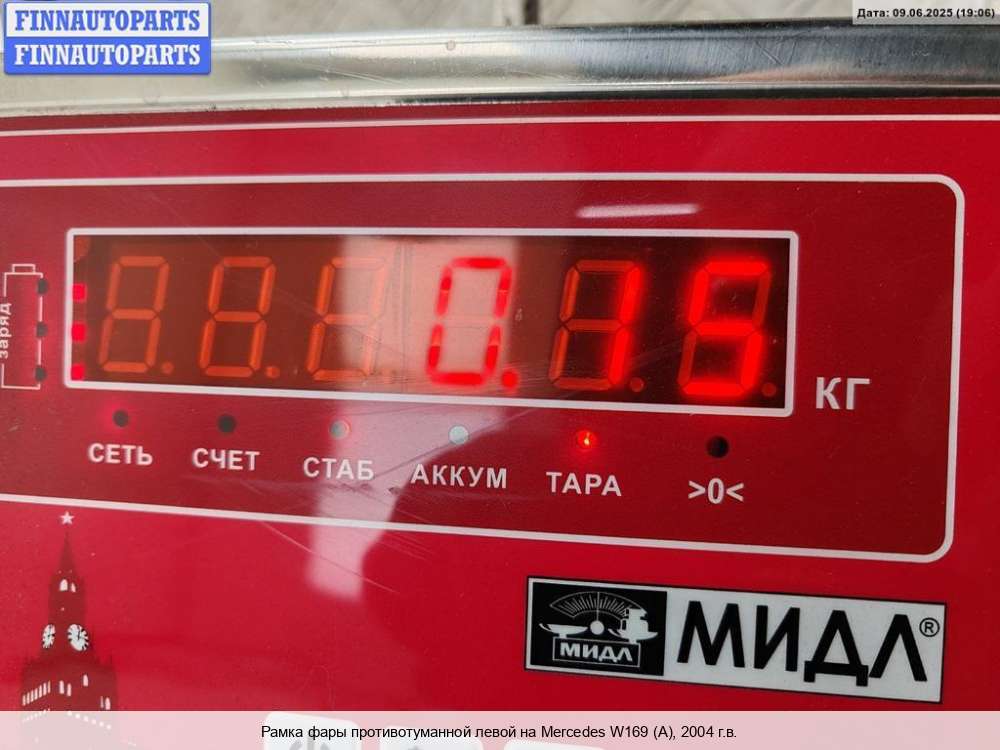 FINNAUTOPARTS
FINNAUTOPARTS
Дата: 09.06.2025 (19:06)
заряд
0.15
КГ
СЕТЬ СЧЕТ СТАБ АККУМ ТАРА >0<
МИДЛ
МИДЛ®
Рамка фары противотуманной левой на Mercedes W169 (A), 2004 г.в.